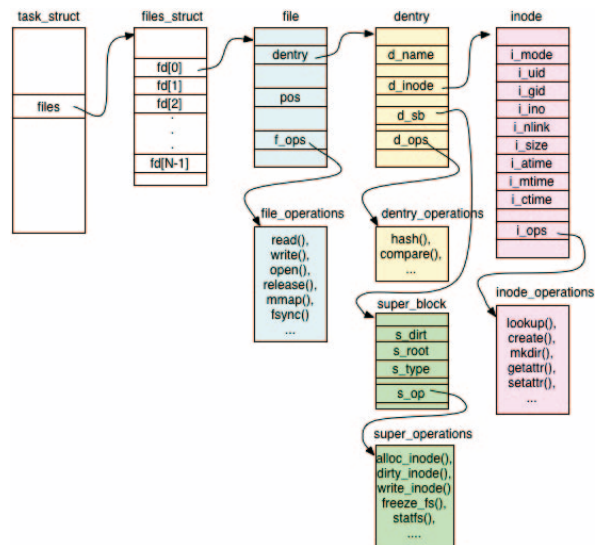 task_struct
files
files_struct
fd[0]
fd[1]
fd[2]
.
.
.
fd[N-1]
file
dentry
pos
f_ops
file_operations
read(),
write(),
open(),
release(),
mmap(),
fsync()
...
dentry
d_name
d_inode
d_sb
d_ops
dentry_operations
hash(),
compare(),
...
super_block
s_dirt
s_root
s_type
s_op
super_operations
alloc_inode(),
dirty_inode(),
write_inode()
freeze_fs(),
statfs(),
....
inode
i_mode
i_uid
i_gid
i_ino
i_nlink
i_size
i_atime
i_mtime
i_ctime
i_ops
inode_operations
lookup(),
create(),
mkdir(),
getattr(),
setattr(),
...